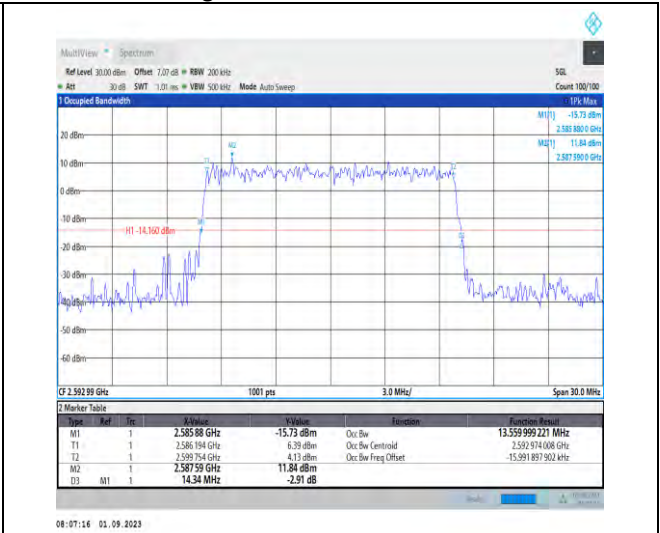 MultiView Spectrum
Ref Level 30.00 dBm Offset 7.07 dB RBW 200 kHz SGL
Att 30 dB SWT 1.01 ms VBW 500 kHz Mode Auto Sweep Count 100/100
1 Occupied Bandwidth 1Pk Max
M1[1] -15.73 dBm
2.585 880 0 GHz
M2[1] 11.84 dBm
2.587 590 0 GHz
20 dBm
M2
T1 T2
10 dBm
0 dBm
-10 dBm
M1
H1 -14.160 dBm
-20 dBm
-30 dBm
-40 dBm
-50 dBm
-60 dBm
CF 2.592 99 GHz 1001 pts 3.0 MHz/ Span 30.0 MHz
2 Marker Table
Type Ref Trc X-Value Y-Value Function Function Result
M1 1 2.585 88 GHz -15.73 dBm Occ Bw 13.559 999 221 MHz
T1 1 2.586 194 GHz 6.39 dBm Occ Bw Centroid 2.592 974 008 GHz
T2 1 2.599 754 GHz 4.13 dBm Occ Bw Freq Offset -15.991 897 902 kHz
M2 1 2.587 59 GHz 11.84 dBm
D3 M1 1 14.34 MHz -2.91 dB
08:07:16 01.09.2023